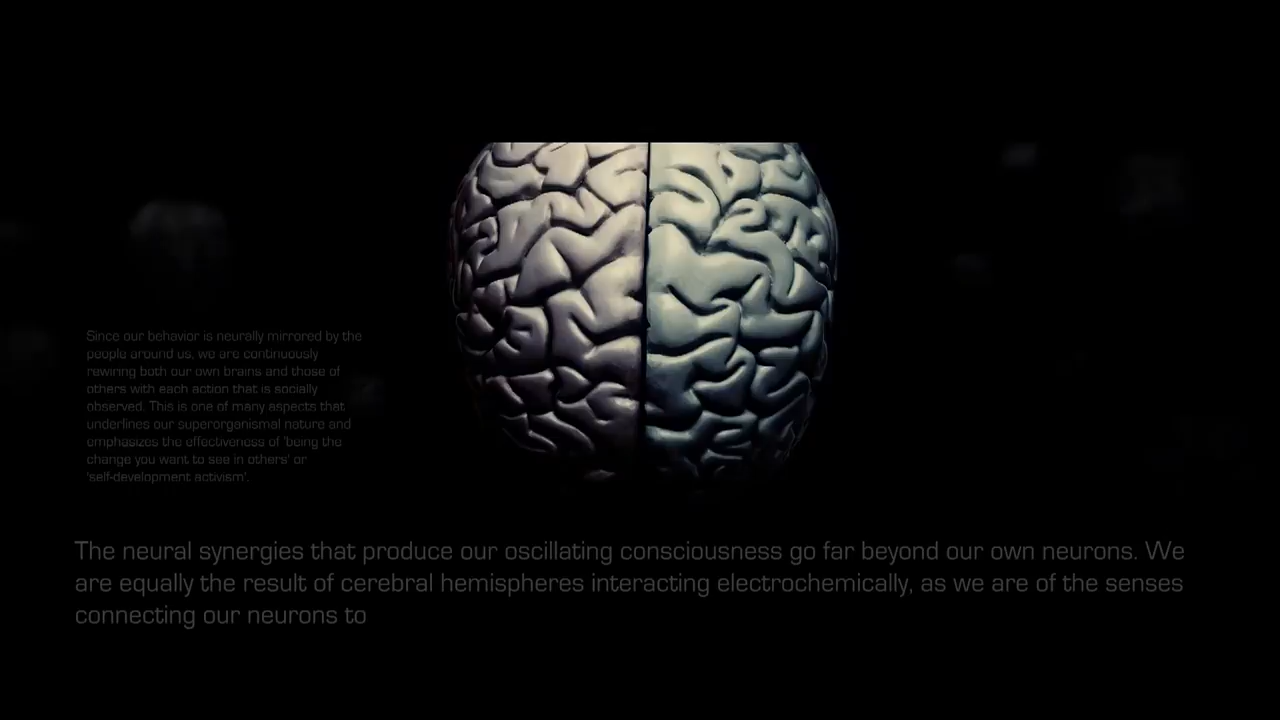 Since our behavior is neurally mirrored by the
people around us, we are continuously
rewiring both our own brains and those of
others with each action that is socially
observed. This is one of many aspects that
underlines our superorganismal nature and
emphasizes the effectiveness of 'being the
change you want to see in others' or
'self-development activism'.
The neural synergies that produce our oscillating consciousness go far beyond our own neurons. We
are equally the result of cerebral hemispheres interacting electrochemically, as we are of the senses
connecting our neurons to